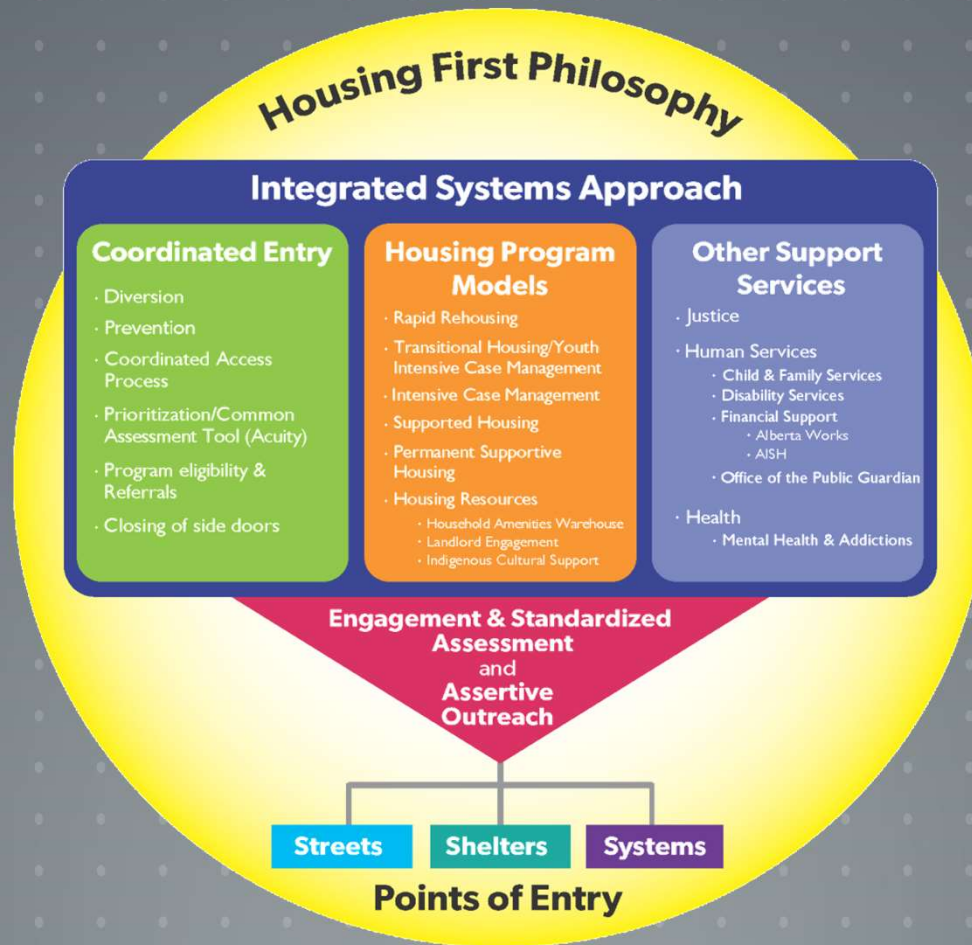 Housing First Philosophy
Integrated Systems Approach
Coordinated Entry
· Diversion
· Prevention
· Coordinated Access
Process
· Prioritization/Common
Assessment Tool (Acuity)
· Program eligibility &
Referrals
· Closing of side doors
Housing Program
Models
· Rapid Rehousing
· Transitional Housing/Youth
Intensive Case Management
· Intensive Case Management
· Supported Housing
· Permanent Supportive
Housing
· Housing Resources
· Household Amenities Warehouse
· Landlord Engagement
· Indigenous Cultural Support
Other Support
Services
· Justice
· Human Services
· Child & Family Services
· Disability Services
· Financial Support
· Alberta Works
· AISH
· Office of the Public Guardian
· Health
· Mental Health & Addictions
Engagement & Standardized
Assessment
and
Assertive
Outreach
Streets
Shelters
Systems
Points of Entry